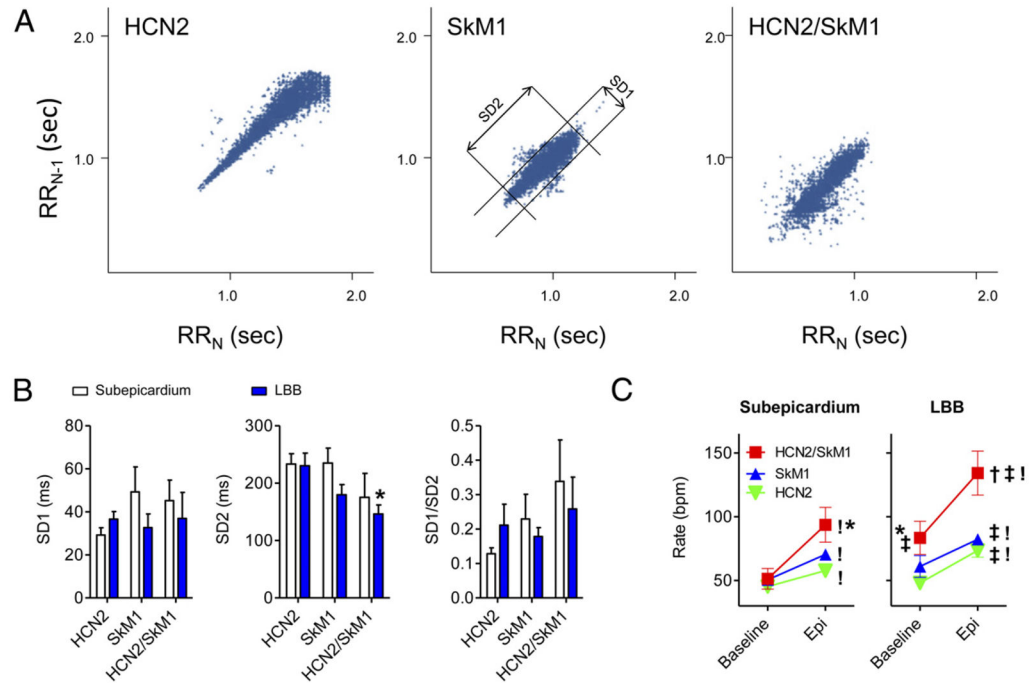 A
HCN2
SkM1
HCN2/SkM1
2.0
2.0
2.0
1.0
1.0
1.0
RRN-1 (sec)
SD2
SD1
1.0
2.0
1.0
2.0
1.0
2.0
RRN (sec)
RRN (sec)
RRN (sec)
B
Subepicardium
LBB
SD1 (ms)
80
60
40
20
0
HCN2
SkM1
HCN2/SkM1
SD2 (ms)
300
200
100
0
*
HCN2
SkM1
HCN2/SkM1
SD1/SD2
0.5
0.4
0.3
0.2
0.1
0.0
HCN2
SkM1
HCN2/SkM1
C
Subepicardium
LBB
Rate (bpm)
150
100
50
HCN2/SkM1
SkM1
HCN2
!*
!
!
*
‡
†‡!
‡!
‡!
Baseline
Epi
Baseline
Epi